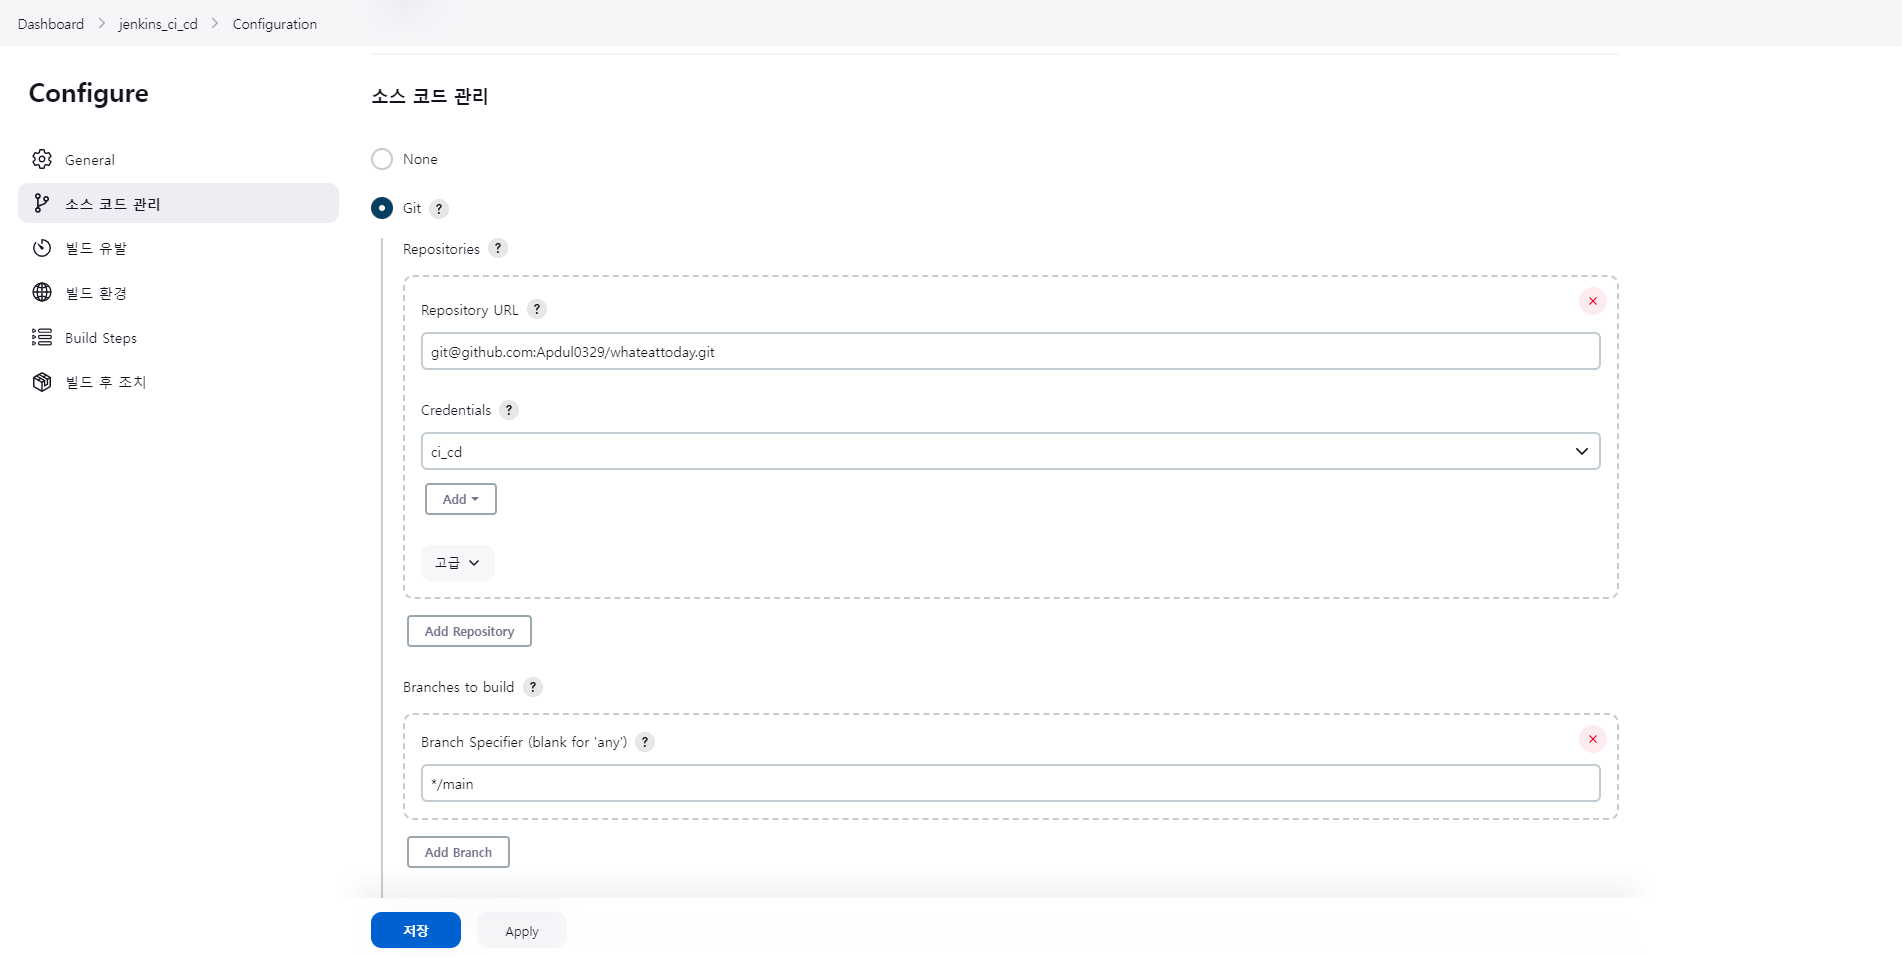 Dashboard > jenkins_ci_cd > Configuration
Configure
General
소스 코드 관리
빌드 유발
빌드 환경
Build Steps
빌드 후 조치
소스 코드 관리
None
Git ?
Repositories ?
Repository URL ?
git@github.com:Apdul0329/whateattoday.git
Credentials ?
ci_cd
Add
고급
Add Repository
Branches to build ?
Branch Specifier (blank for 'any') ?
*/main
Add Branch
저장
Apply